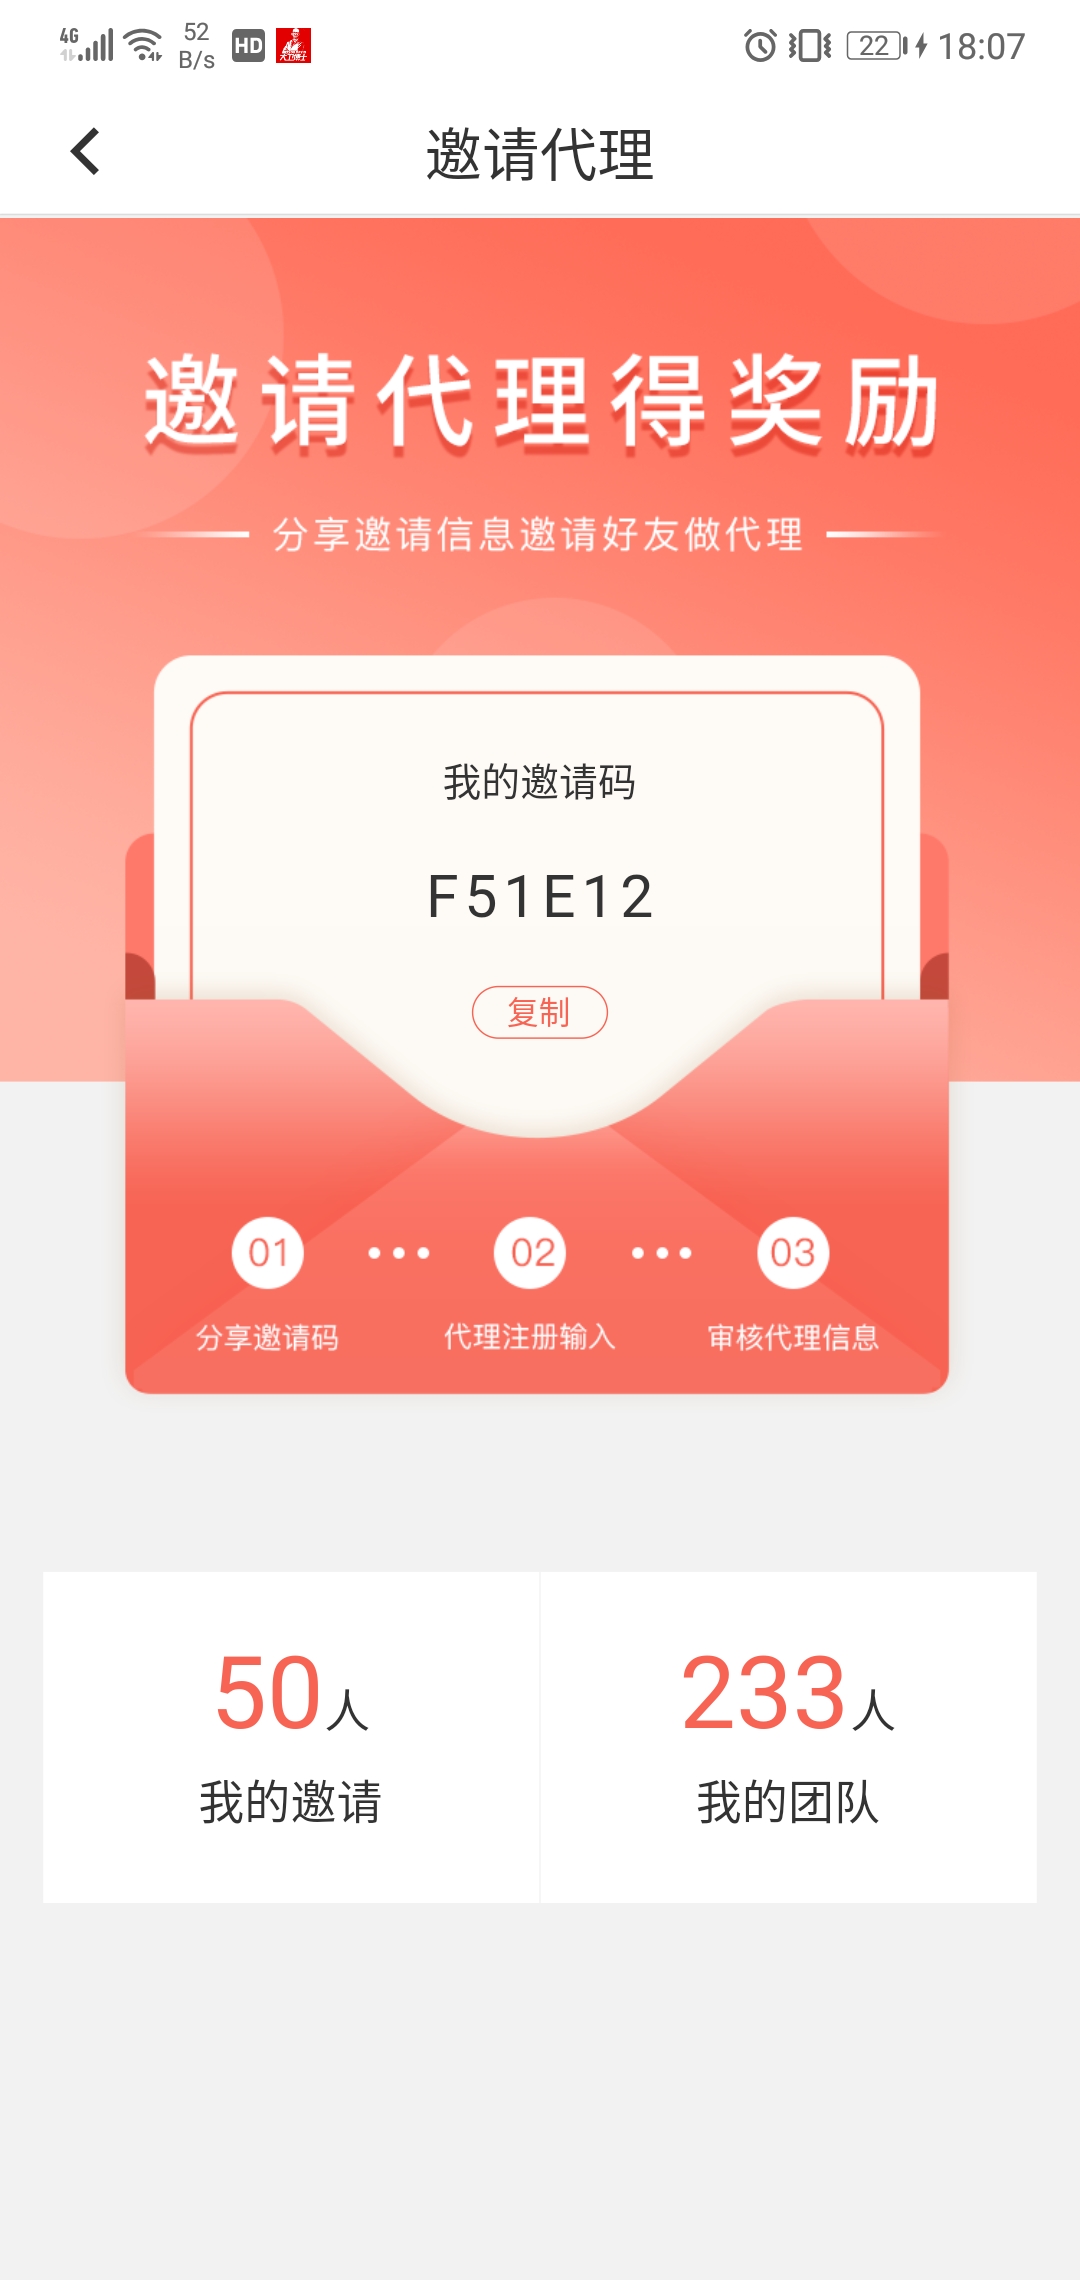 4G
52
B/s
HD
22
18:07
邀请代理
邀请代理得奖励
分享邀请信息邀请好友做代理
我的邀请码
F51E12
复制
01 02 03
分享邀请码 代理注册输入 审核代理信息
50人 233人
我的邀请 我的团队